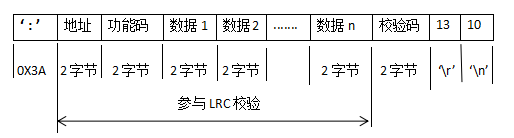 ‘：’ 地址 功能码 数据 1 数据 2 ....... 数据 n 校验码 13 10
0X3A 2 字节 2 字节 2 字节 2 字节 2 字节 2 字节 ‘\r’ ‘\n’
参与 LRC 校验